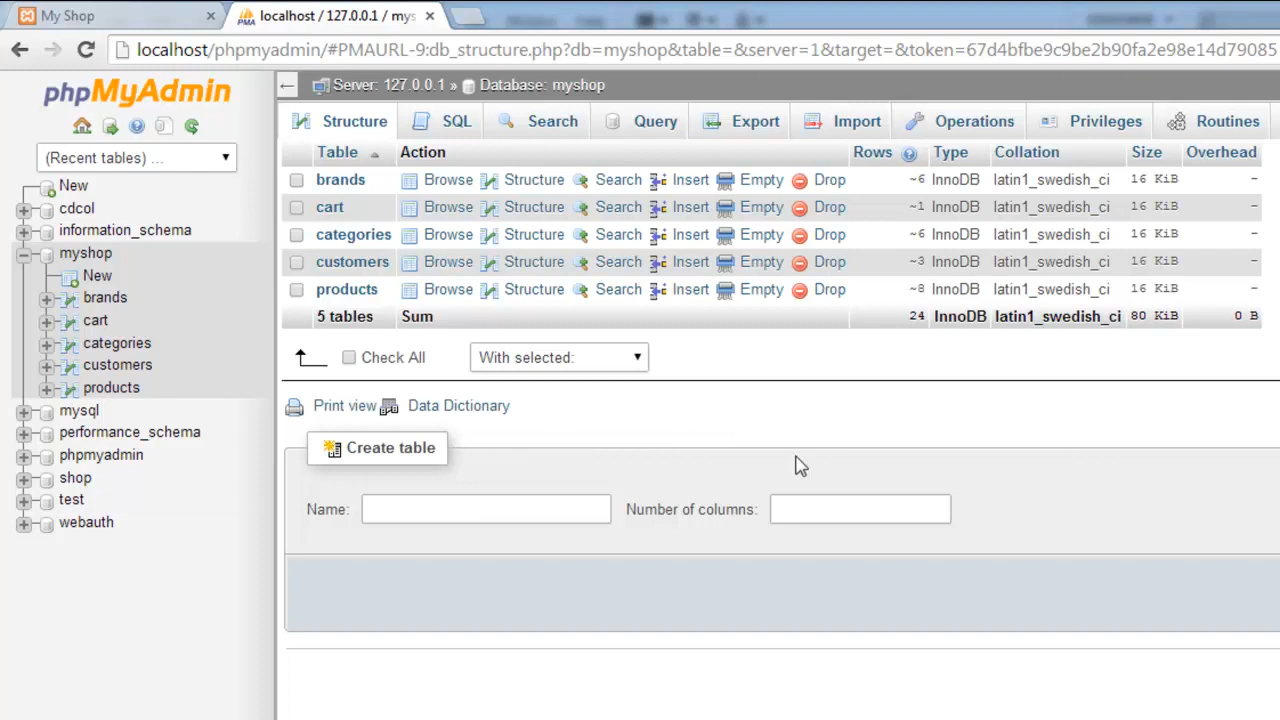 My Shop
localhost / 127.0.0.1 / mys
localhost/phpmyadmin/#PMAURL-9:db_structure.php?db=myshop&table=&server=1&target=&token=67d4bfbe9c9be2b90fa2e98e14d79085
phpMyAdmin
(Recent tables) ...
New
cdcol
information_schema
myshop
New
brands
cart
categories
customers
products
mysql
performance_schema
phpmyadmin
shop
test
webauth
Server: 127.0.0.1 » Database: myshop
Structure SQL Search Query Export Import Operations Privileges Routines
Table Action Rows Type Collation Size Overhead
brands Browse Structure Search Insert Empty Drop ~6 InnoDB latin1_swedish_ci 16 KiB -
cart Browse Structure Search Insert Empty Drop ~1 InnoDB latin1_swedish_ci 16 KiB -
categories Browse Structure Search Insert Empty Drop ~6 InnoDB latin1_swedish_ci 16 KiB -
customers Browse Structure Search Insert Empty Drop ~3 InnoDB latin1_swedish_ci 16 KiB -
products Browse Structure Search Insert Empty Drop ~8 InnoDB latin1_swedish_ci 16 KiB -
5 tables Sum 24 InnoDB latin1_swedish_ci 80 KiB 0 B
Check All With selected:
Print view Data Dictionary
Create table
Name: Number of columns: